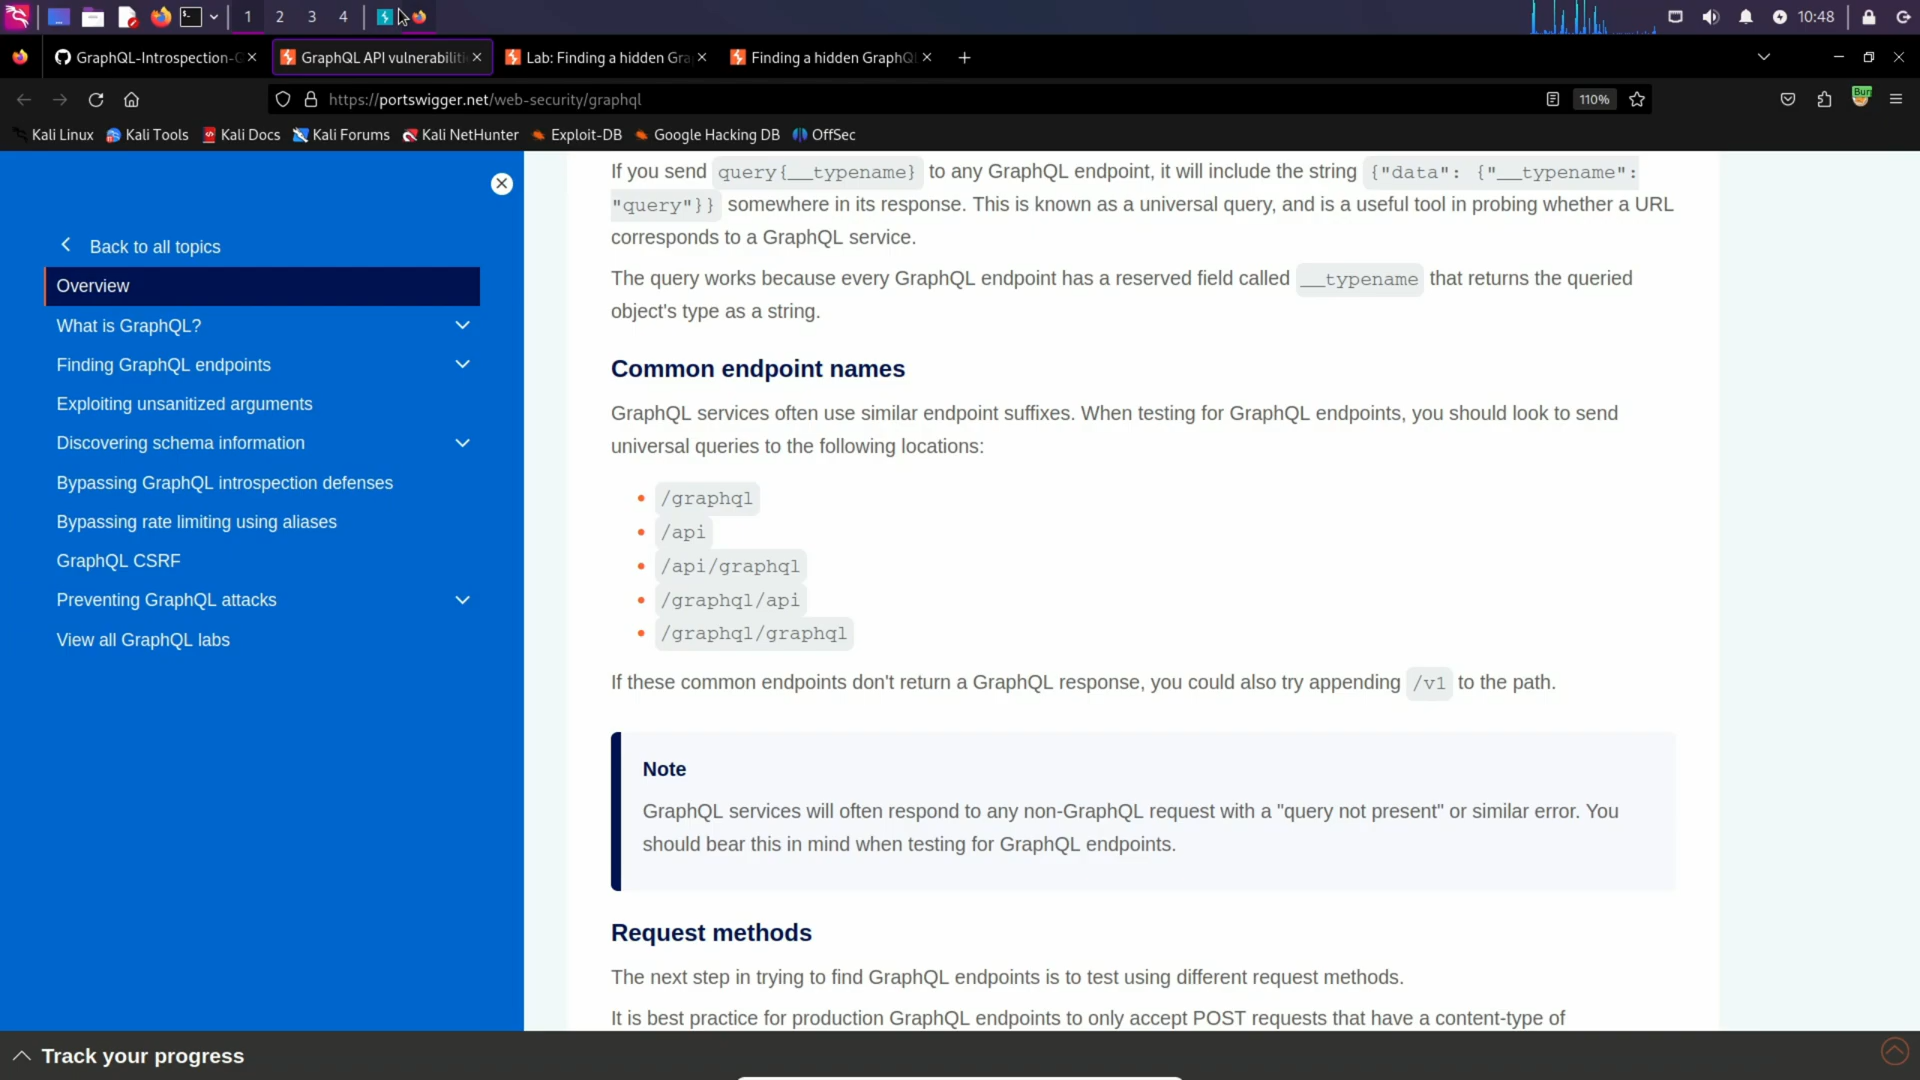 1 2 3 4 10:48
GraphQL-Introspection- GraphQL API vulnerabiliti Lab: Finding a hidden Gra Finding a hidden GraphQL
https://portswigger.net/web-security/graphql 110% Bur
Kali Linux Kali Tools Kali Docs Kali Forums Kali NetHunter Exploit-DB Google Hacking DB OffSec
Back to all topics
Overview
What is GraphQL?
Finding GraphQL endpoints
Exploiting unsanitized arguments
Discovering schema information
Bypassing GraphQL introspection defenses
Bypassing rate limiting using aliases
GraphQL CSRF
Preventing GraphQL attacks
View all GraphQL labs
If you send query{__typename} to any GraphQL endpoint, it will include the string {"data": {"__typename":
"query"}} somewhere in its response. This is known as a universal query, and is a useful tool in probing whether a URL
corresponds to a GraphQL service.
The query works because every GraphQL endpoint has a reserved field called __typename that returns the queried
object's type as a string.
Common endpoint names
GraphQL services often use similar endpoint suffixes. When testing for GraphQL endpoints, you should look to send
universal queries to the following locations:
• /graphql
• /api
• /api/graphql
• /graphql/api
• /graphql/graphql
If these common endpoints don't return a GraphQL response, you could also try appending /v1 to the path.
Note
GraphQL services will often respond to any non-GraphQL request with a "query not present" or similar error. You
should bear this in mind when testing for GraphQL endpoints.
Request methods
The next step in trying to find GraphQL endpoints is to test using different request methods.
It is best practice for production GraphQL endpoints to only accept POST requests that have a content-type of
Track your progress